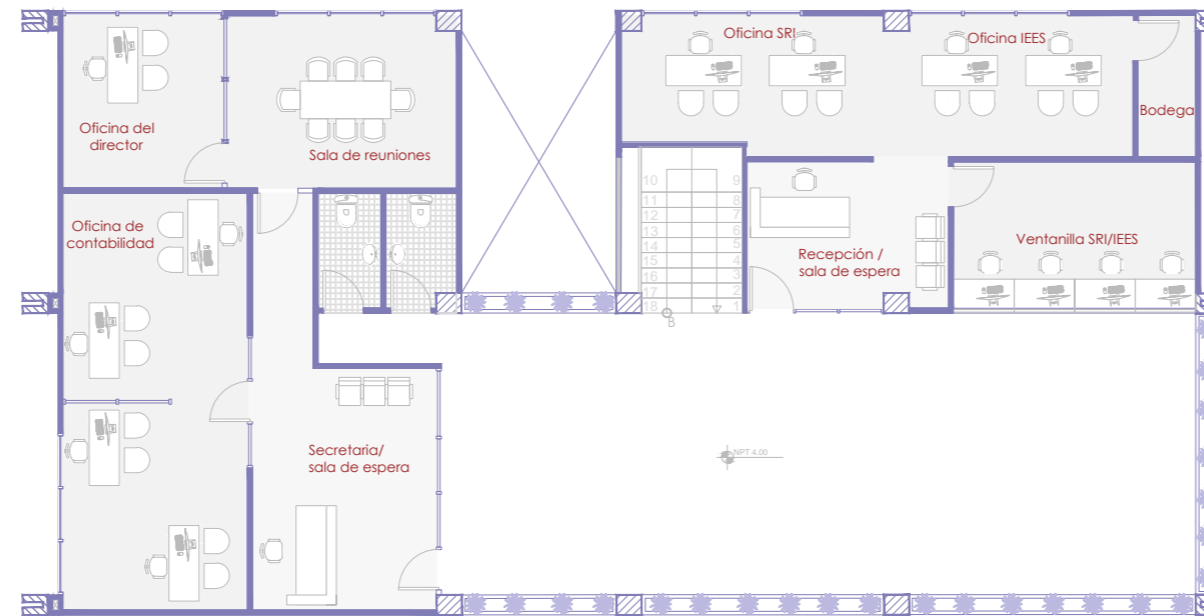 Oficina SRI
Oficina IEES
Oficina del
director
Sala de reuniones
Bodega
Oficina de
contabilidad
Recepción /
sala de espera
Ventanilla SRI/IEES
10 9
11 8
12 7
13 6
14 5
15 4
16 3
17 2
18 1
B
Secretaria/
sala de espera
NPT 4.00